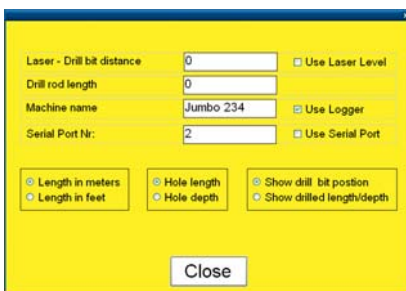 Laser - Drill bit distance 0 Use Laser Level
Drill rod length 0
Machine name Jumbo 234 Use Logger
Serial Port Nr: 2 Use Serial Port
Length in meters Hole length Show drill bit postion
Length in feet Hole depth Show drilled length/depth
Close